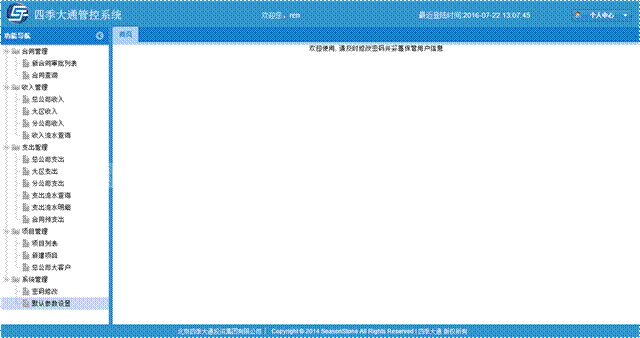 四季大通管控系统
欢迎您，ren
最近登陆时间:2016-07-22 13:07:45
个人中心
功能导航
首页
欢迎使用, 请及时修改密码并妥善保管用户信息
合同管理
新合同审批列表
合同查询
收入管理
总公司收入
大区收入
分公司收入
收入流水查询
支出管理
总公司支出
大区支出
分公司支出
支出流水查询
支出流水明细
合同预支出
项目管理
项目列表
新建项目
总公司大客户
系统管理
密码修改
默认参数设置
北京四季大通投资集团有限公司 | Copyright © 2014 SeasonStone All Rights Reserved | 四季大通 版权所有